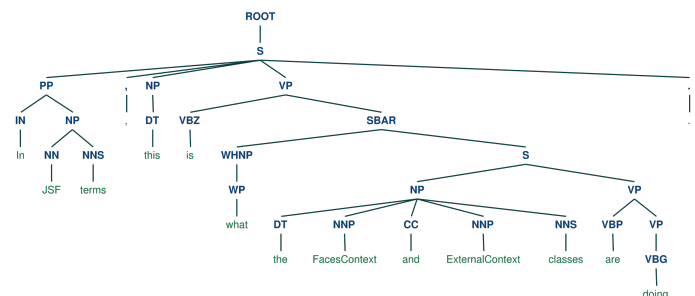 ROOT
S
PP , NP VP .
IN NP , DT VBZ SBAR .
In NN NNS this is WHNP S
JSF terms WP NP VP
what DT NNP CC NNP NNS VBP VP
the FacesContext and ExternalContext classes are VBG
doing